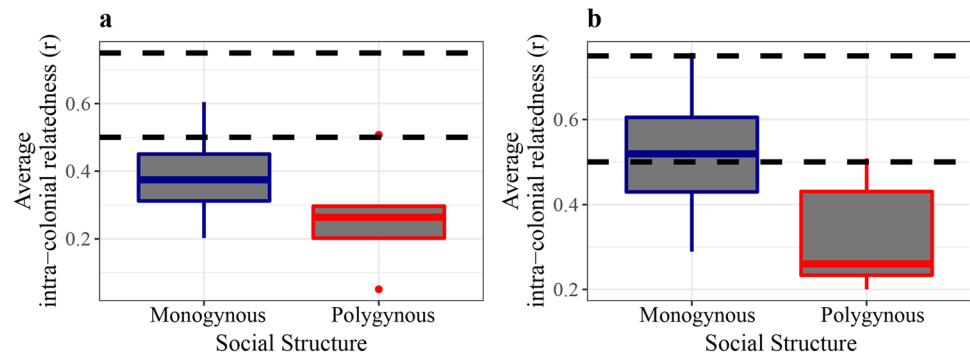 a
Average
intra−colonial relatedness (r)
0.6
0.4
0.2
Monogynous
Polygynous
Social Structure
b
Average
intra−colonial relatedness (r)
0.6
0.4
0.2
Monogynous
Polygynous
Social Structure